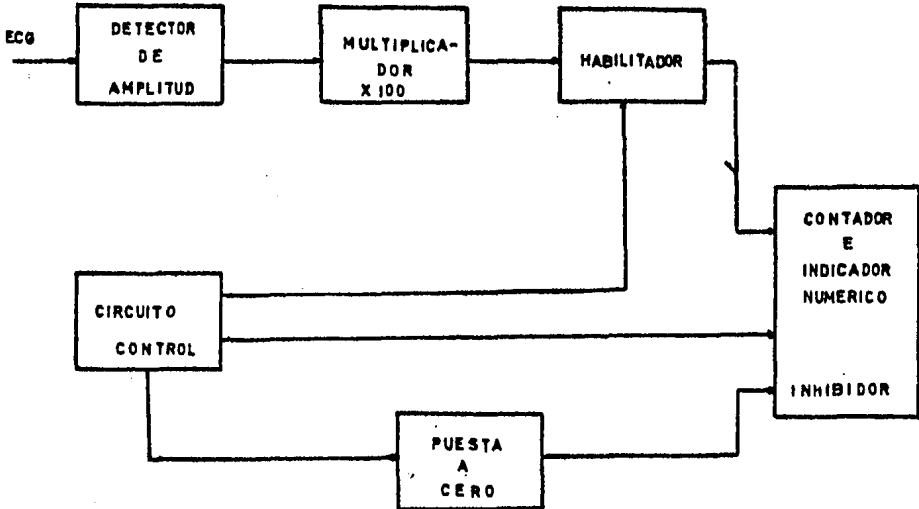 ECG
DETECTOR
DE
AMPLITUD
MULTIPLICA-
DOR
X 100
HABILITADOR
CONTADOR
E
INDICADOR
NUMERICO
INHIBIDOR
CIRCUITO
CONTROL
PUESTA
A
CERO